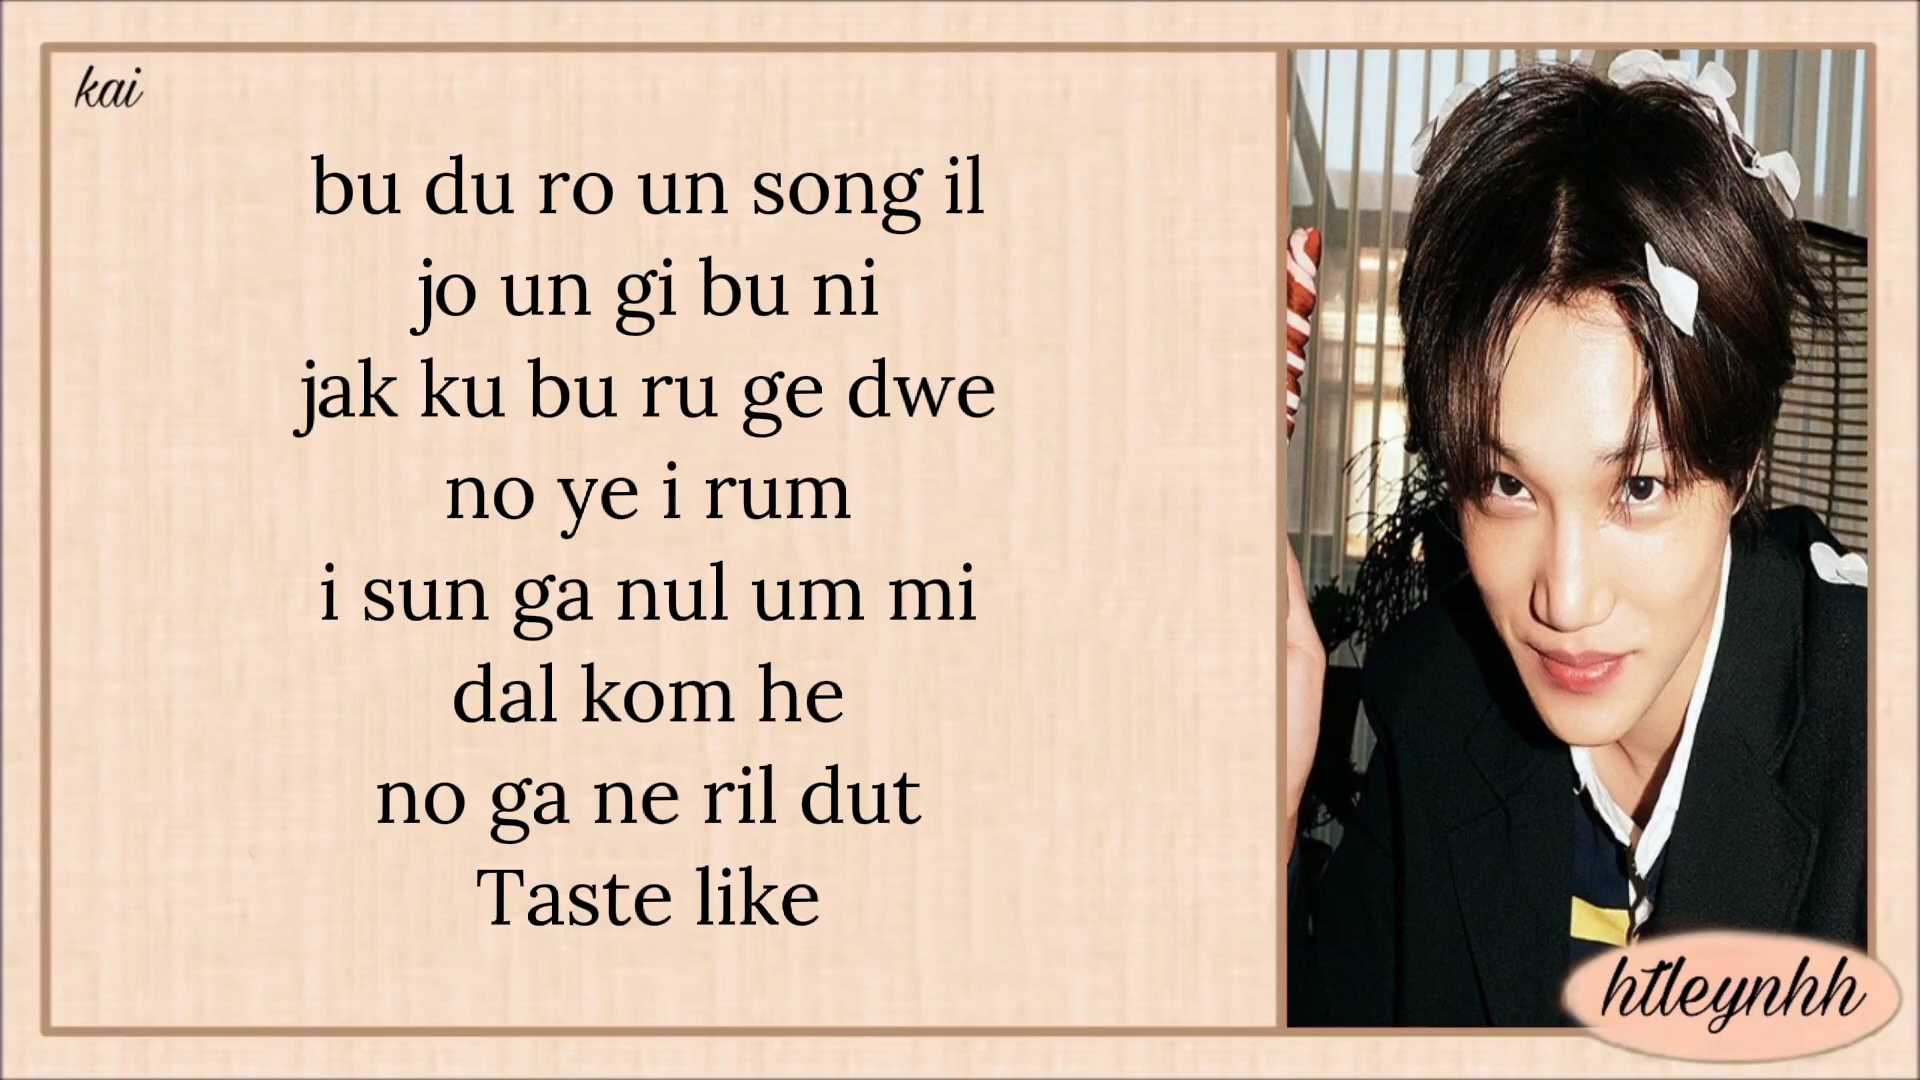 kai
bu du ro un song il
jo un gi bu ni
jak ku bu ru ge dwe
no ye i rum
i sun ga nul um mi
dal kom he
no ga ne ril dut
Taste like
htleynhh